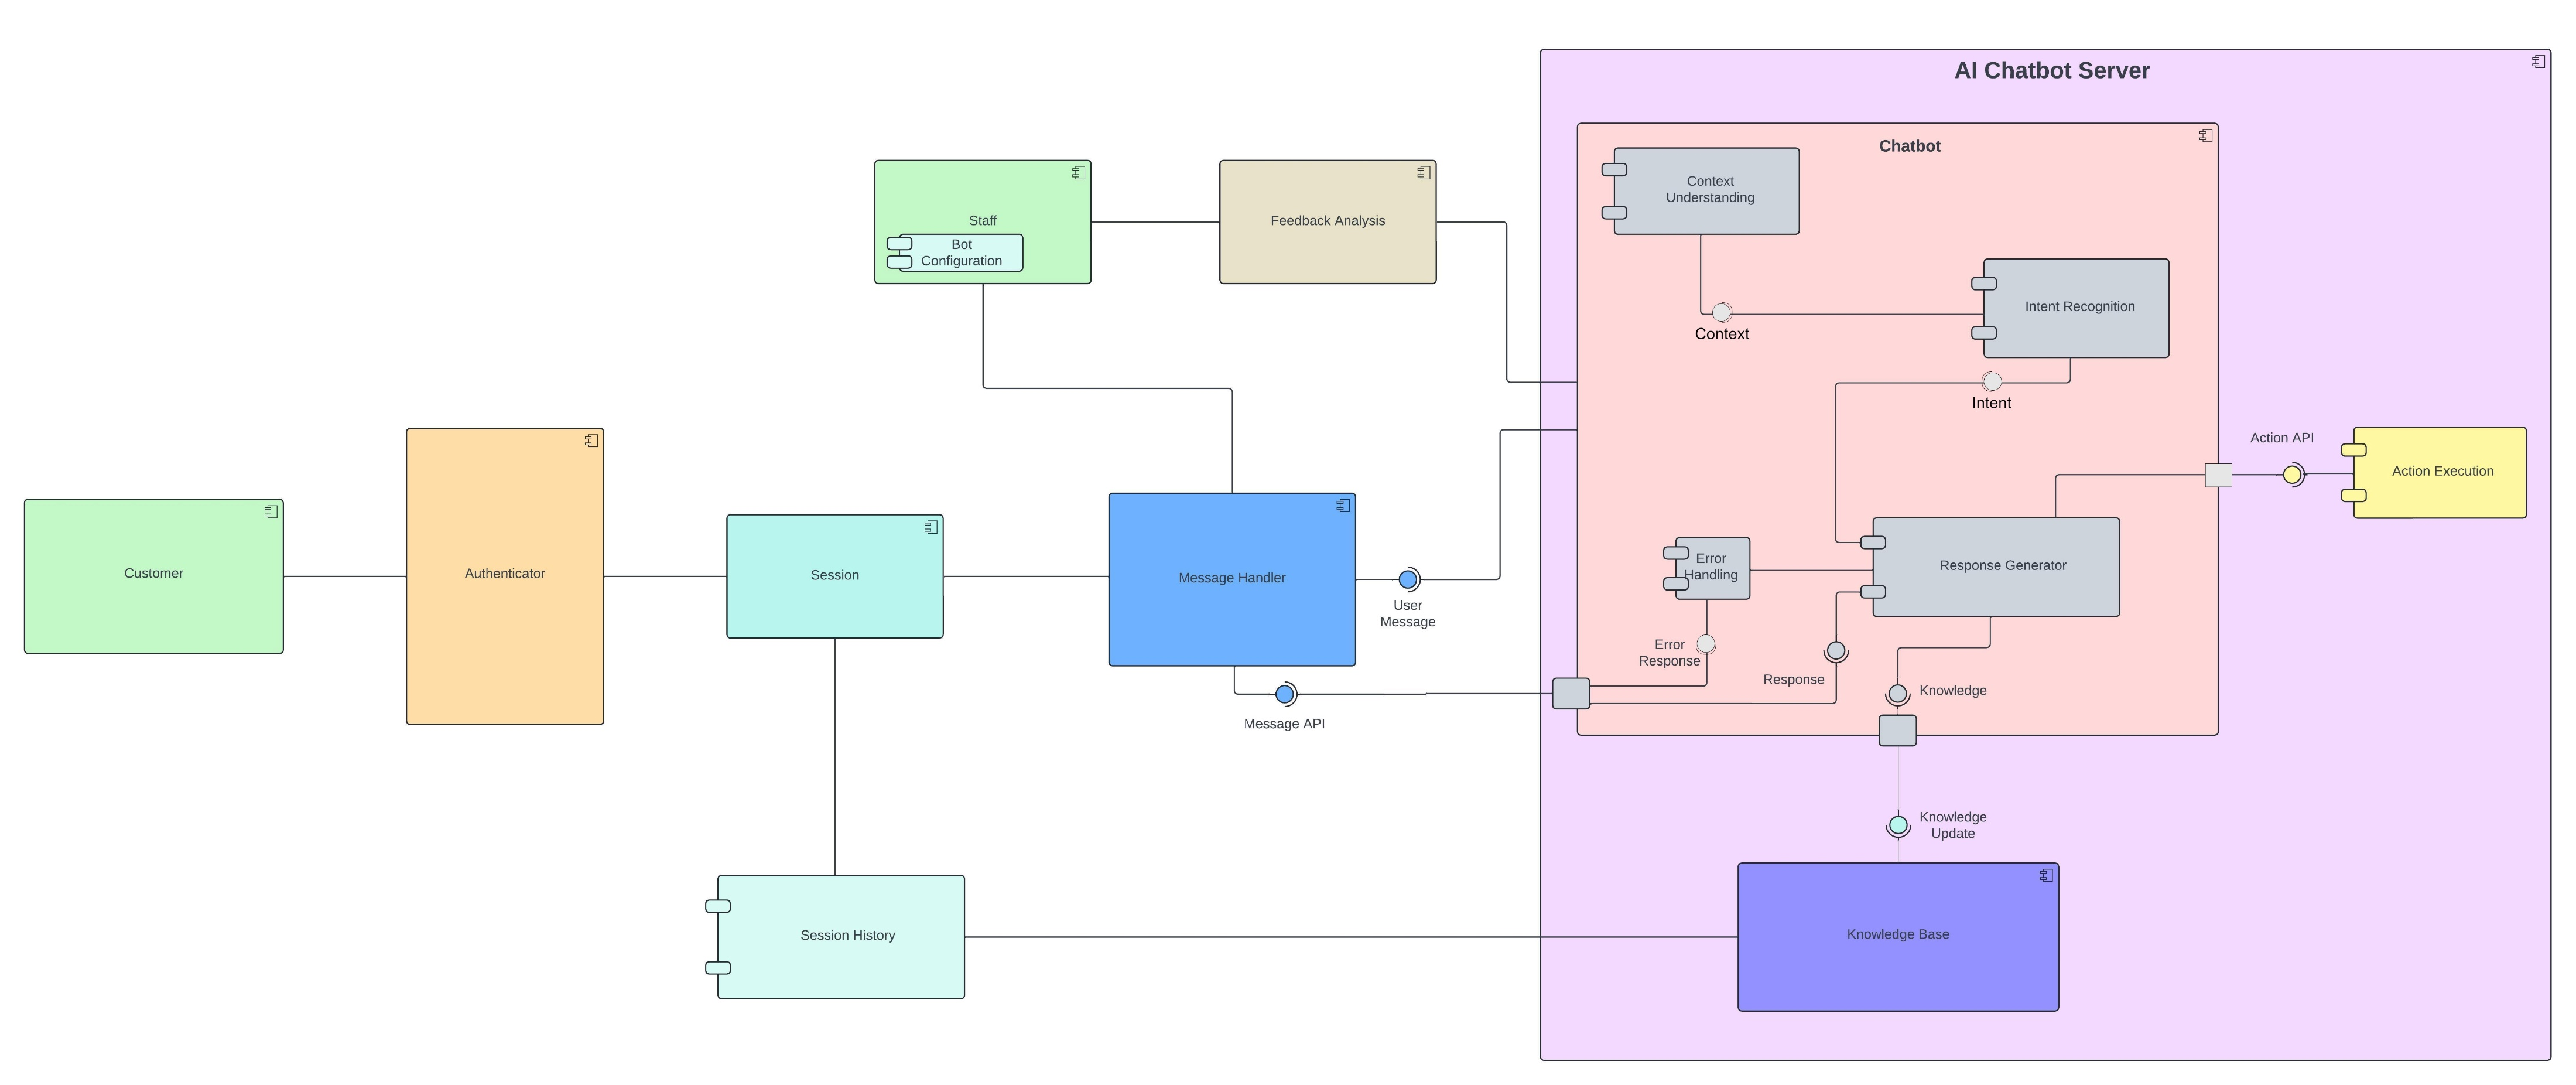 AI Chatbot Server
Chatbot
Context
Understanding
Staff
Bot
Configuration
Feedback Analysis
Intent Recognition
Context
Intent
Action API
Action Execution
Customer
Authenticator
Session
Message Handler
User
Message
Error
Handling
Response Generator
Error
Response
Response
Knowledge
Message API
Knowledge
Update
Session History
Knowledge Base